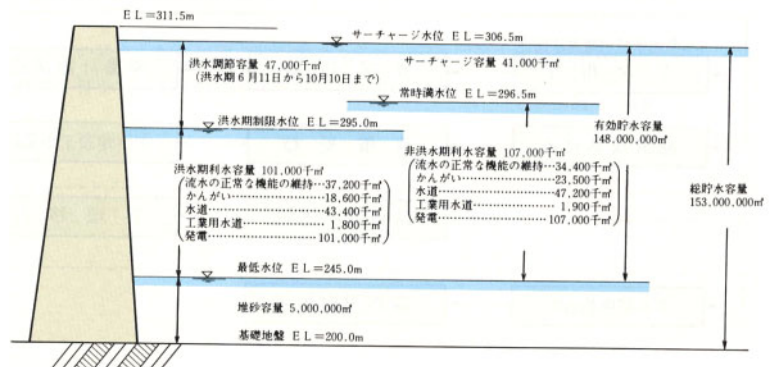 EL=311.5m
サーチャージ水位 EL=306.5m
洪水調節容量 47,000千㎥
(洪水期6月11日から10月10日まで)
サーチャージ容量 41,000千㎥
常時満水位 EL=296.5m
洪水期制限水位 EL=295.0m
有効貯水容量
148.000,000㎥
洪水期利水容量 101,000千㎥
流水の正常な機能の維持…37,200千㎥
かんがい……………………18,600千㎥
水道…………………………43,400千㎥
工業用水道…………………1,800千㎥
発電………………………101,000千㎥
非洪水期利水容量 107,000千㎥
流水の正常な機能の維持…34,400千㎥
かんがい……………………23,500千㎥
水道…………………………47,200千㎥
工業用水道…………………1,900千㎥
発電………………………107,000千㎥
総貯水容量
153,000,000㎥
最低水位 EL=245.0m
堆砂容量 5,000,000㎥
基礎地盤 EL=200.0m